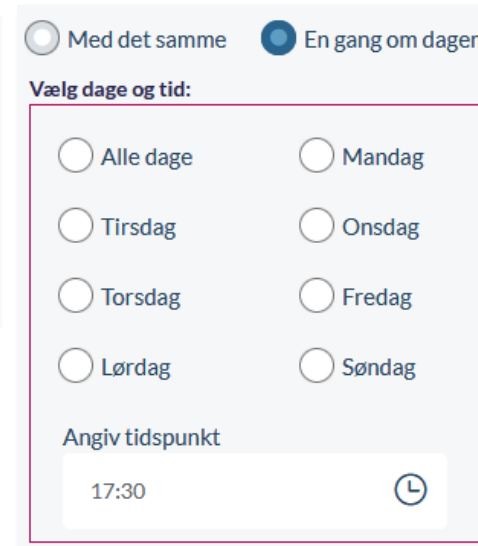 Med det samme En gang om dagen
Vælg dage og tid:
Alle dage Mandag
Tirsdag Onsdag
Torsdag Fredag
Lørdag Søndag
Angiv tidspunkt
17:30